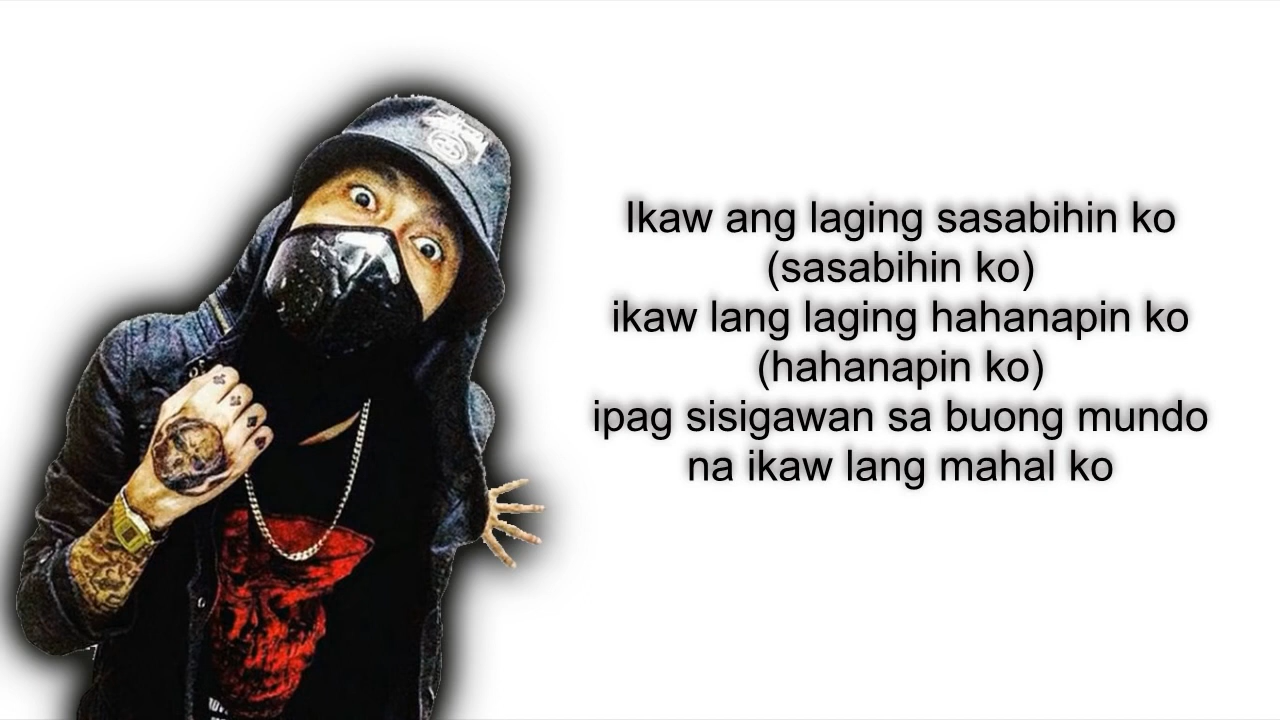 Ikaw ang laging sasabihin ko
(sasabihin ko)
ikaw lang laging hahanapin ko
(hahanapin ko)
ipag sisigawan sa buong mundo
na ikaw lang mahal ko